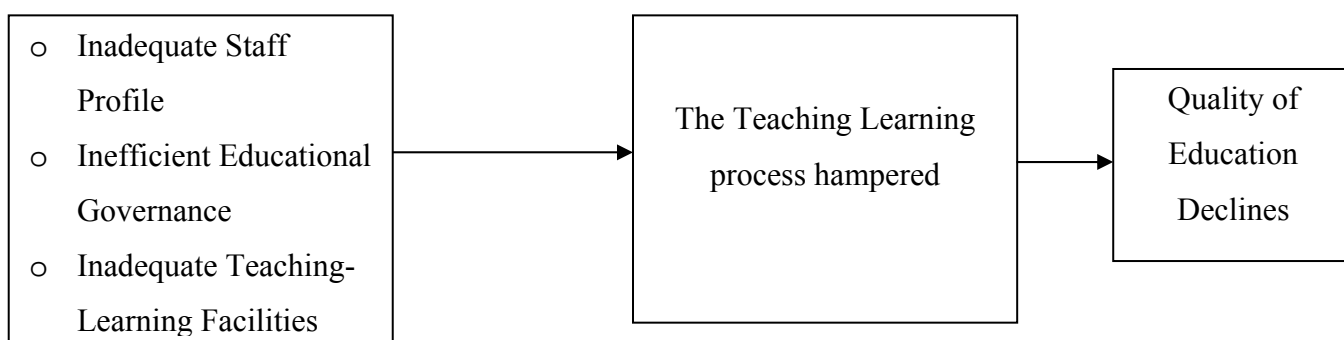 o Inadequate Staff
Profile
o Inefficient Educational
Governance
o Inadequate Teaching-
Learning Facilities
The Teaching Learning
process hampered
Quality of
Education
Declines